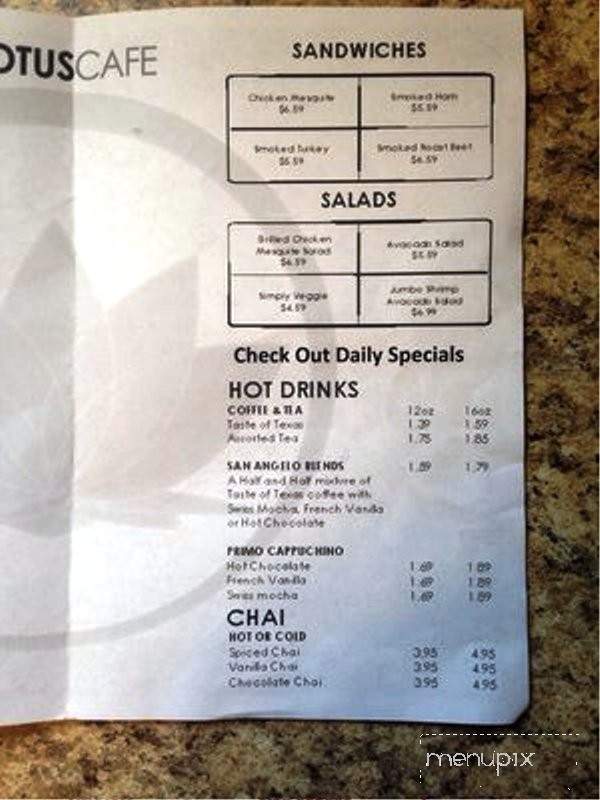 OTUSCAFE
SANDWICHES
Chicken Mesquite
$6.59
Smoked Ham
$5.59
Smoked Turkey
$5.59
Smoked Roast Beef
$6.59
SALADS
Grilled Chicken
Mesquite Salad
$6.59
Avocado Salad
$5.59
Simply Veggie
$4.59
Jumbo Shrimp
Avocado Salad
$6.99
Check Out Daily Specials
HOT DRINKS
COFFEE & TEA 12oz 16oz
Taste of Texas 1.39 1.59
Assorted Tea 1.75 1.85
SAN ANGELO BLENDS 1.59 1.79
A Half and Half mixture of
Taste of Texas coffee with
Swiss Mocha, French Vanilla
or Hot Chocolate
PRIMO CAPPUCHINO
Hot Chocolate 1.69 1.89
French Vanilla 1.69 1.89
Swiss mocha 1.69 1.89
CHAI
HOT OR COLD
Spiced Chai 3.95 4.95
Vanilla Chai 3.95 4.95
Chocolate Chai 3.95 4.95
menupix